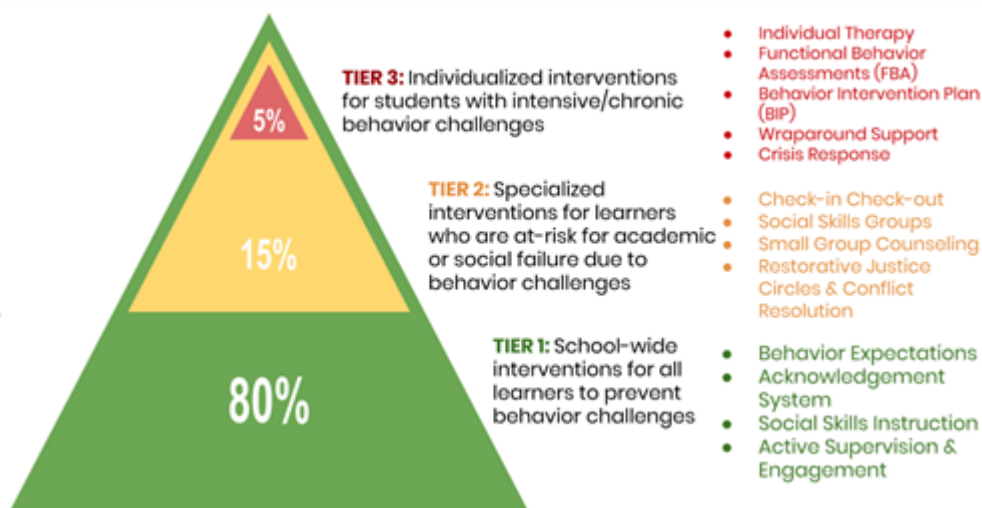 5%
TIER 3: Individualized interventions
for students with intensive/chronic
behavior challenges
• Individual Therapy
• Functional Behavior
Assessments (FBA)
• Behavior Intervention Plan
(BIP)
• Wraparound Support
• Crisis Response
15%
TIER 2: Specialized
interventions for learners
who are at-risk for academic
or social failure due to
behavior challenges
• Check-in Check-out
• Social Skills Groups
• Small Group Counseling
• Restorative Justice
Circles & Conflict
Resolution
80%
TIER 1: School-wide
interventions for all
learners to prevent
behavior challenges
• Behavior Expectations
• Acknowledgement
System
• Social Skills Instruction
• Active Supervision &
Engagement